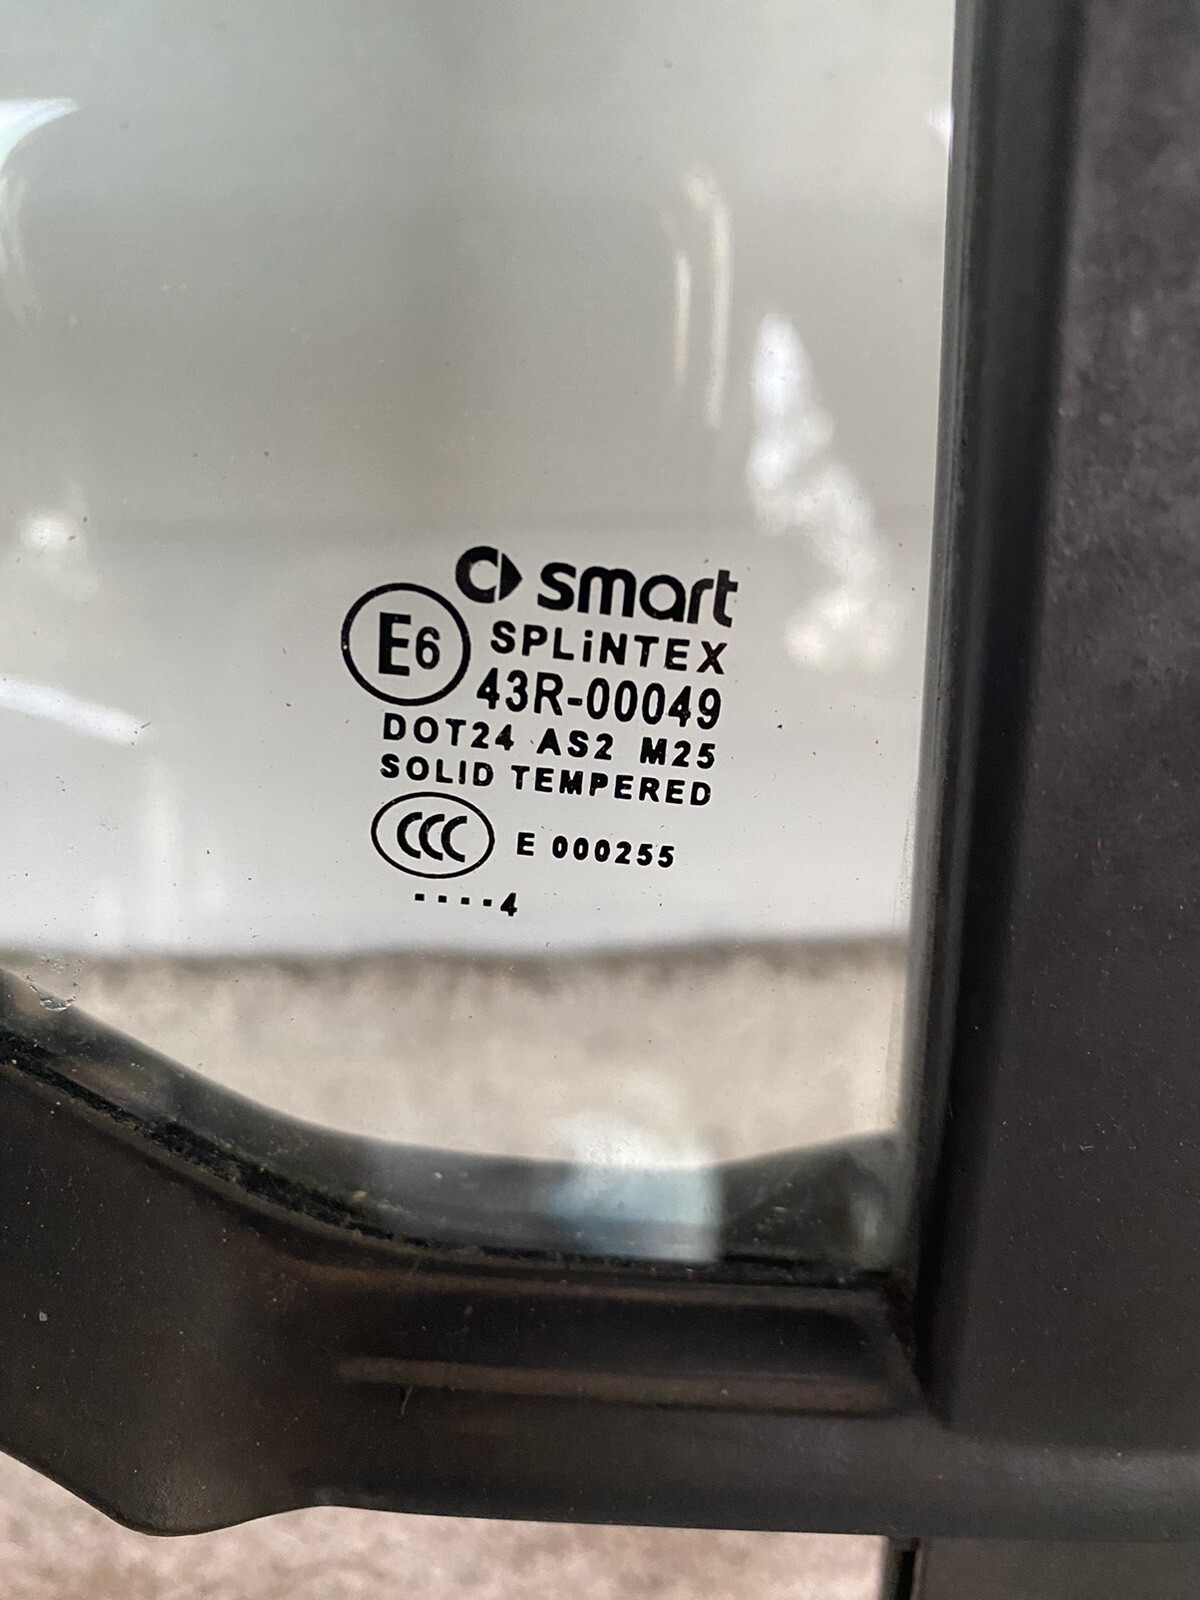 smart
E6
SPLiNTEX
43R-00049
DOT24 AS2 M25
SOLID TEMPERED
CCC E 000255
....4